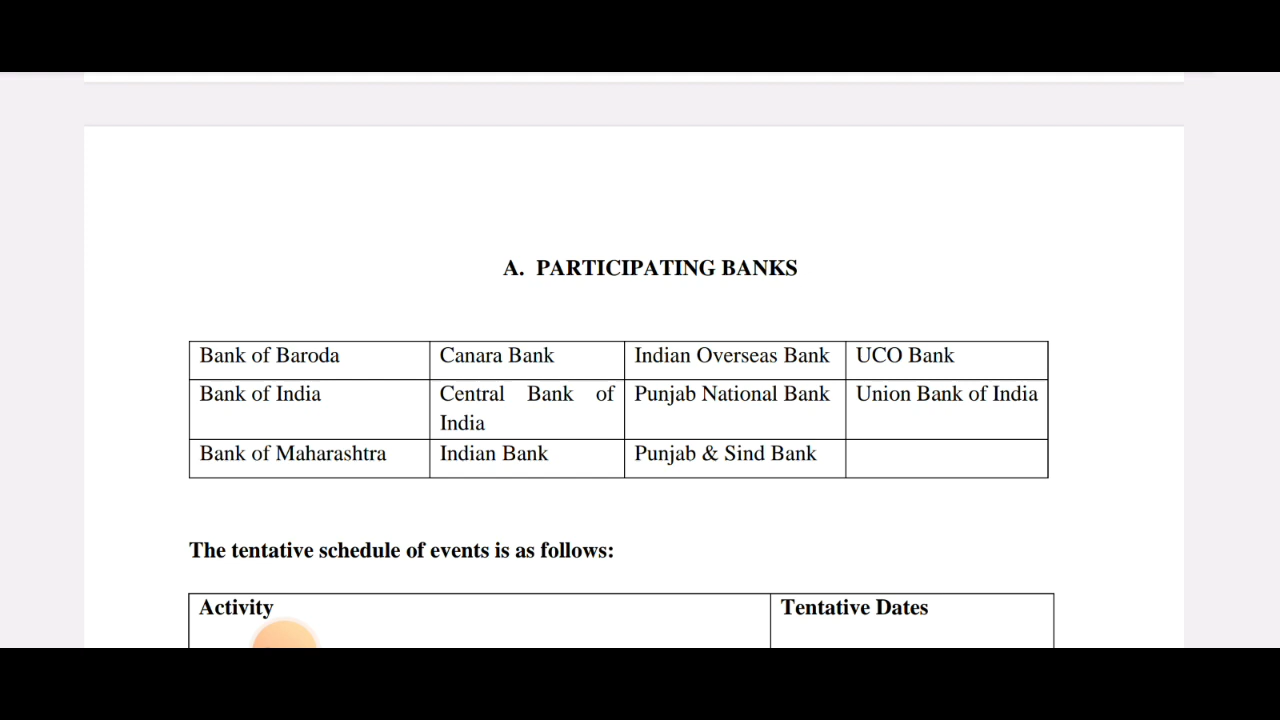 A. PARTICIPATING BANKS
Bank of Baroda Canara Bank Indian Overseas Bank UCO Bank
Bank of India Central Bank of Punjab National Bank Union Bank of India
India
Bank of Maharashtra Indian Bank Punjab & Sind Bank
The tentative schedule of events is as follows:
Activity Tentative Dates